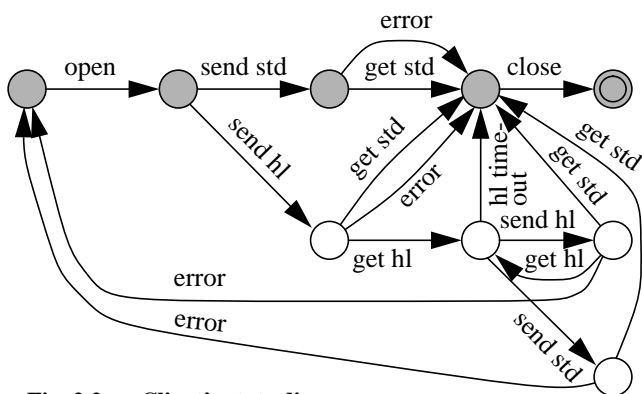 error
open
send std
get std
close
send hl
get std
error
hl time-
out
get std
get std
send hl
get hl
get hl
error
send std
error